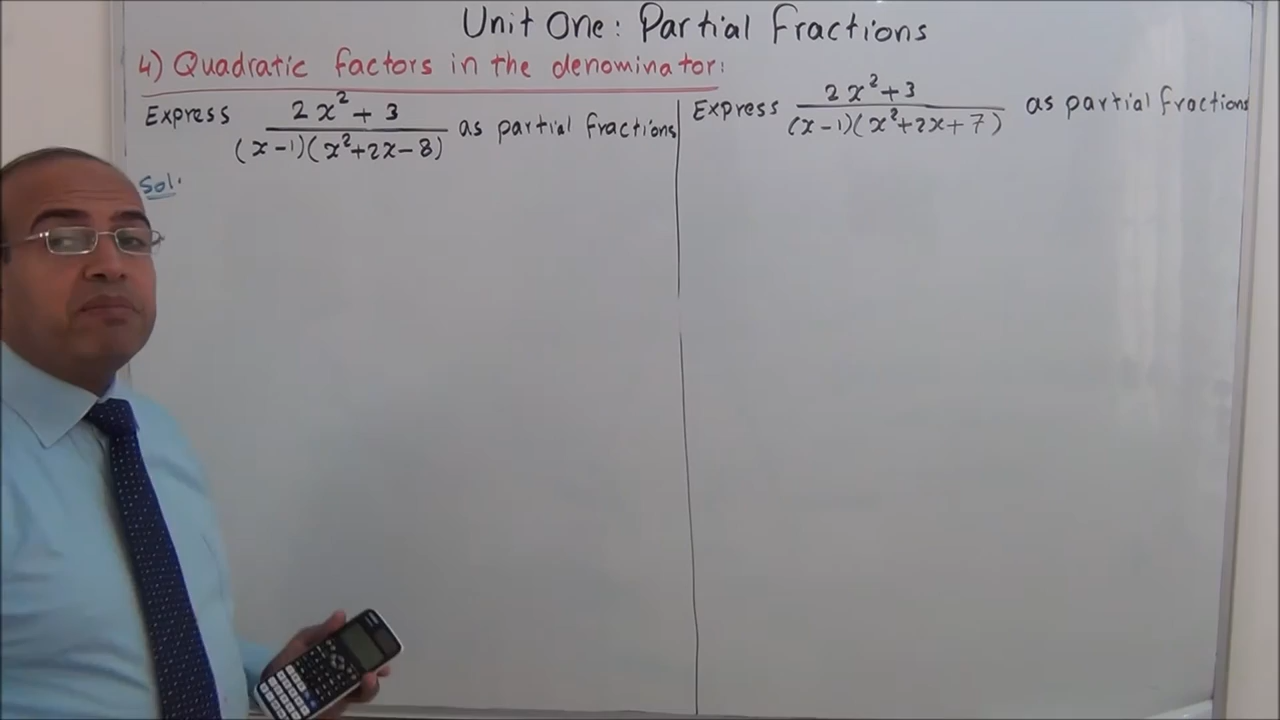 Unit One: Partial Fractions
4) Quadratic factors in the denominator:
Express (2x²+3)/((x-1)(x²+2x-8)) as partial fractions
Sol.
Express (2x²+3)/((x-1)(x²+2x+7)) as partial fractions